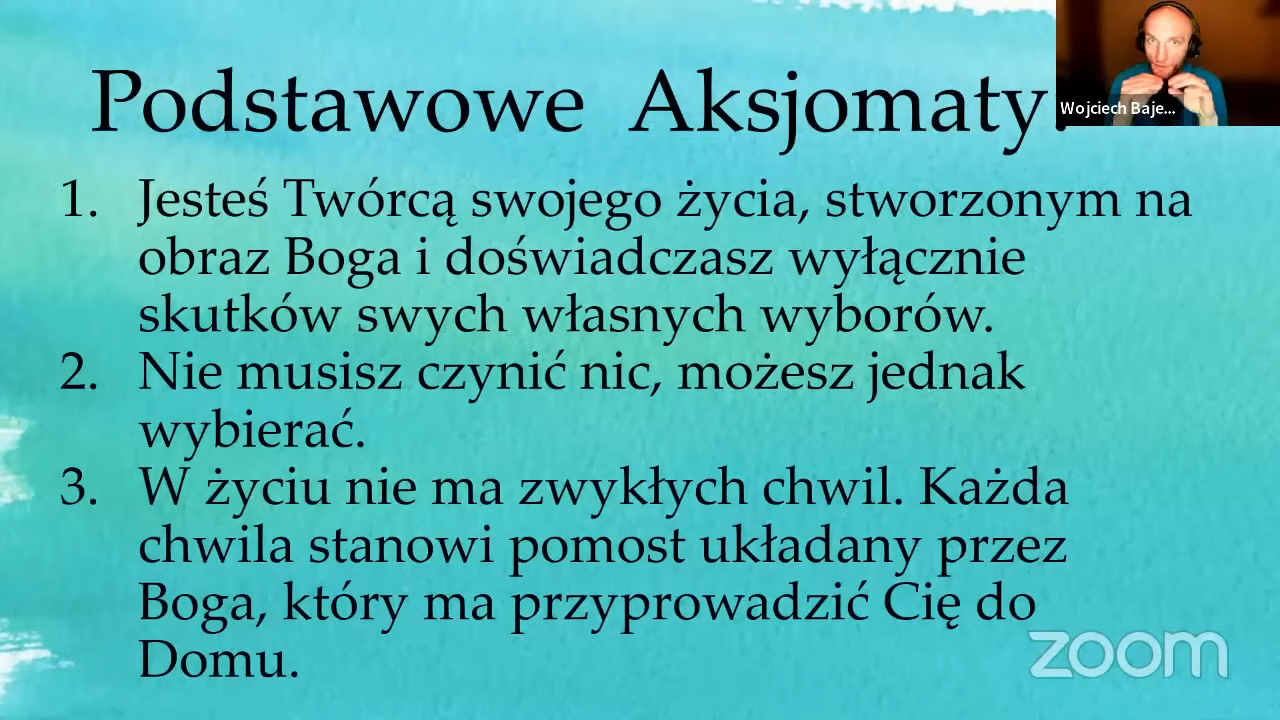 Podstawowe Aksjomaty:
Wojciech Baje...
1. Jesteś Twórcą swojego życia, stworzonym na
obraz Boga i doświadczasz wyłącznie
skutków swych własnych wyborów.
2. Nie musisz czynić nic, możesz jednak
wybierać.
3. W życiu nie ma zwykłych chwil. Każda
chwila stanowi pomost układany przez
Boga, który ma przyprowadzić Cię do
Domu.
zoom